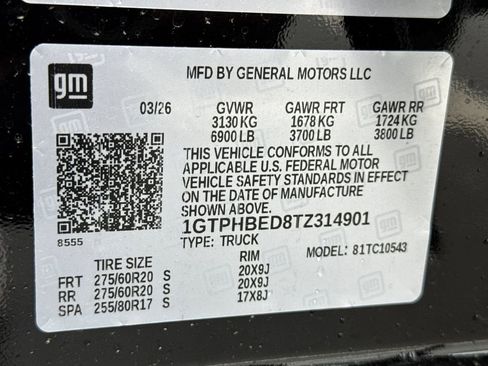 gm
MFD BY GENERAL MOTORS LLC
03/26 GVWR GAWR FRT GAWR RR
3130 KG 1678 KG 1724 KG
6900 LB 3700 LB 3800 LB
THIS VEHICLE CONFORMS TO ALL
APPLICABLE U.S. FEDERAL MOTOR
VEHICLE SAFETY STANDARDS IN EFFECT
ON THE DATE OF MANUFACTURE
SHOWN ABOVE.
1GTPHBED8TZ314901
8555 TYPE: TRUCK MODEL: 81TC10543
TIRE SIZE RIM
FRT 275/60R20 S 20X9J
RR 275/60R20 S 20X9J
SPA 255/80R17 S 17X8J